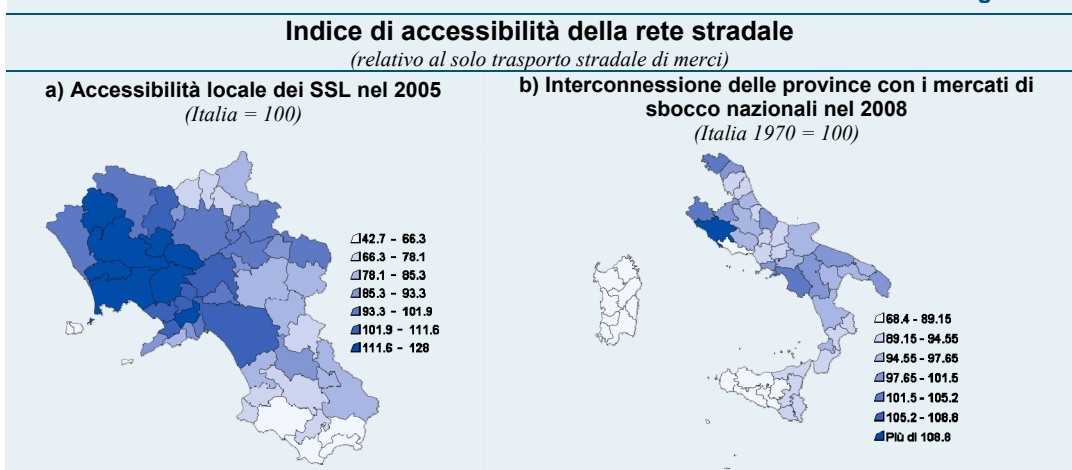 Indice di accessibilità della rete stradale
(relativo al solo trasporto stradale di merci)
a) Accessibilità locale dei SSL nel 2005
(Italia = 100)
42.7 - 66.3
66.3 - 78.1
78.1 - 85.3
85.3 - 93.3
93.3 - 101.9
101.9 - 111.6
111.6 - 128
b) Interconnessione delle province con i mercati di
sbocco nazionali nel 2008
(Italia 1970 = 100)
68.4 - 89.15
89.15 - 94.55
94.55 - 97.65
97.65 - 101.5
101.5 - 105.2
105.2 - 108.8
Più di 108.8